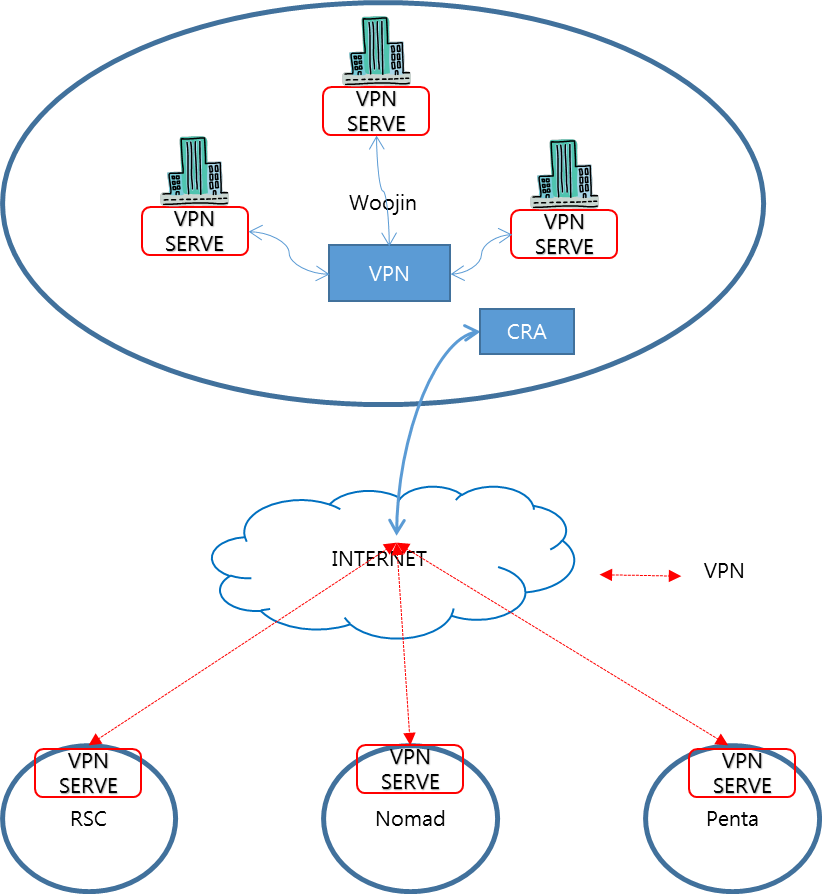 VPN
SERVE
VPN
SERVE
VPN
SERVE
Woojin
VPN
CRA
INTERNET
VPN
VPN
SERVE
RSC
VPN
SERVE
Nomad
VPN
SERVE
Penta